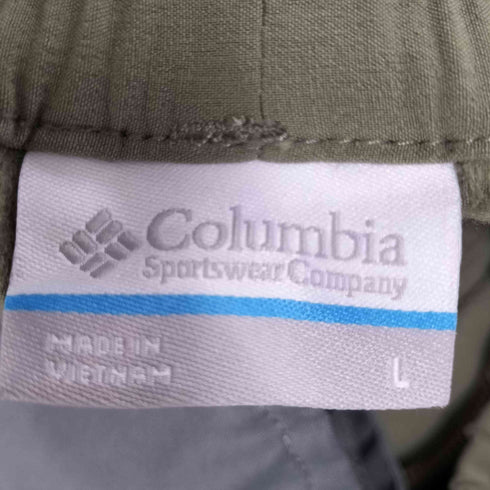 Columbia
Sportswear Company
MADE IN
VIETNAM
L